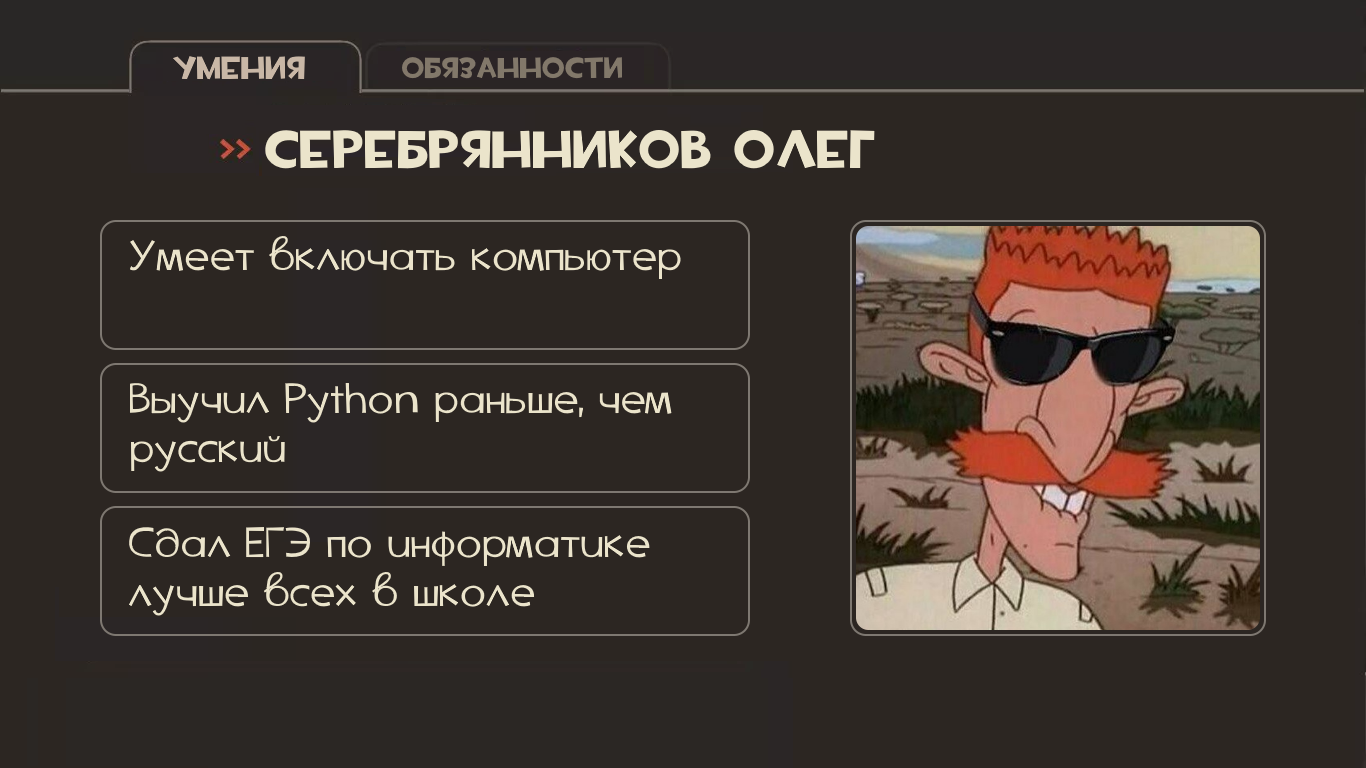 УМЕНИЯ
ОБЯЗАННОСТИ
>> СЕРЕБРЯННИКОВ ОЛЕГ
Умеет включать компьютер
Выучил Python раньше, чем
русский
Сдал ЕГЭ по информатике
лучше всех в школе